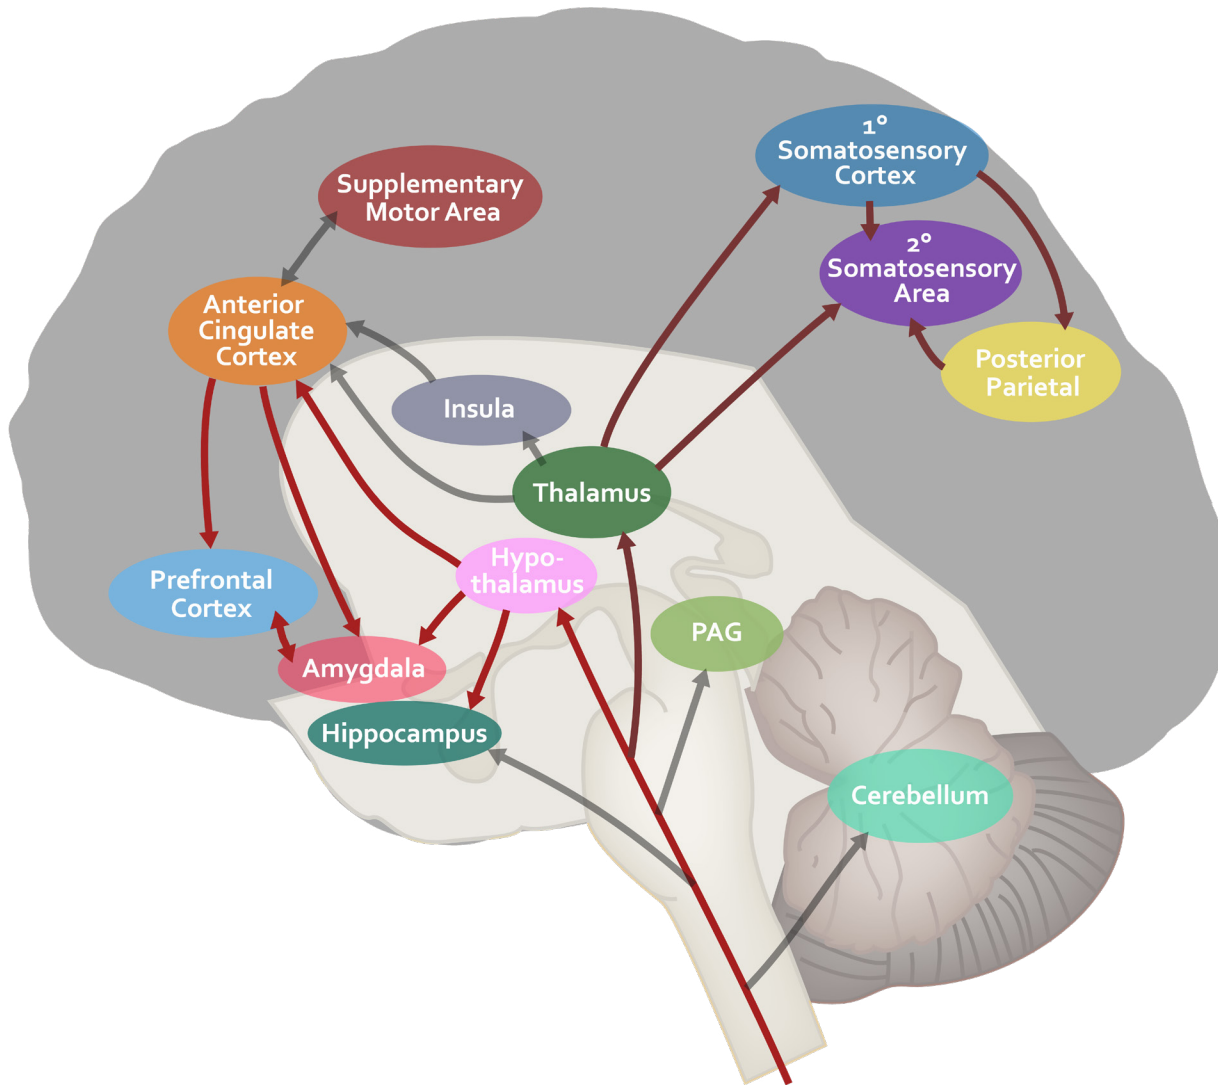 1°
Somatosensory
Cortex
Supplementary
Motor Area
2°
Somatosensory
Area
Anterior
Cingulate
Cortex
Posterior
Parietal
Insula
Thalamus
Hypo-
thalamus
Prefrontal
Cortex
PAG
Amygdala
Hippocampus
Cerebellum